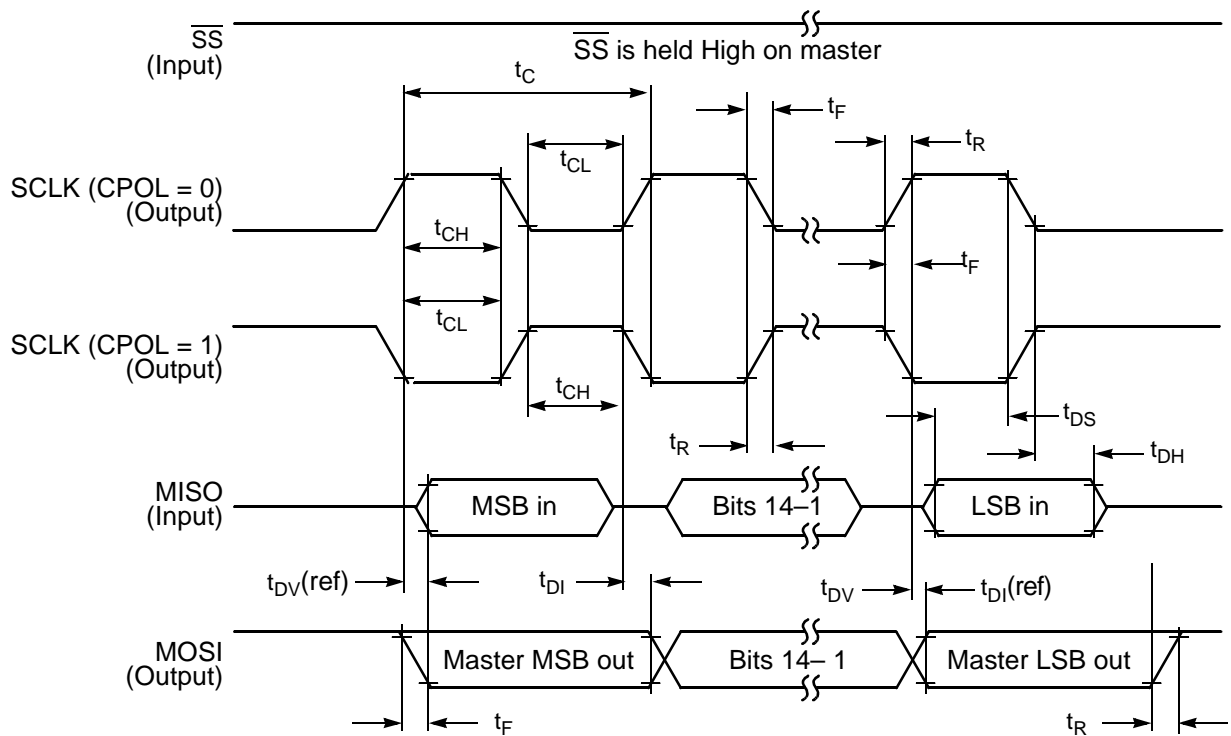 SS
(Input)
SS is held High on master
tC
tF
tR
tCL
SCLK (CPOL = 0)
(Output)
tCH
tF
tCL
SCLK (CPOL = 1)
(Output)
tCH
tDS
tR
tDH
MISO
(Input)
MSB in
Bits 14–1
LSB in
tDV(ref)
tDI
tDV
tDI(ref)
MOSI
(Output)
Master MSB out
Bits 14– 1
Master LSB out
tF
tR